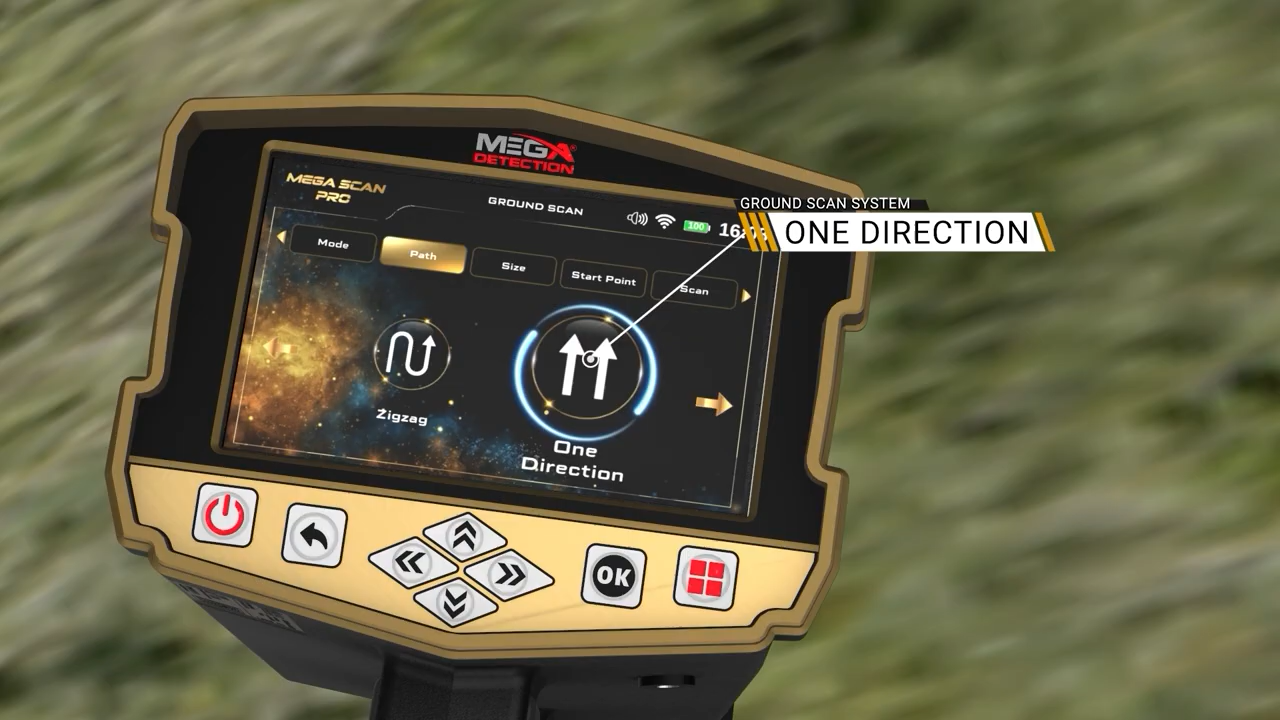 MEGA
DETECTION
MEGA SCAN
PRO
GROUND SCAN
100
GROUND SCAN SYSTEM
ONE DIRECTION
Mode
Path
Size
Start Point
Scan
Zigzag
One
Direction
OK